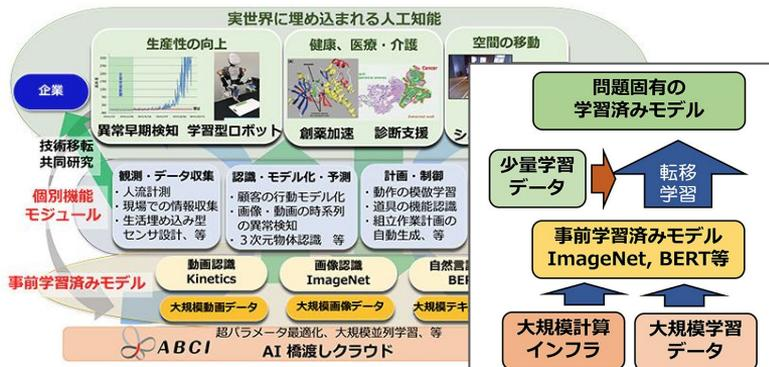 実世界に埋め込まれる人工知能
生産性の向上
健康、医療・介護
空間の移動
企業
異常早期検知
学習型ロボット
創薬加速
診断支援
Cancer
技術移転
共同研究
個別機能
モジュール
観測・データ収集
・人流計測
・現場での情報収集
・生活埋め込み型
センサ設計、等
認識・モデル化・予測
・顧客の行動モデル化
・画像・動画の時系列
の異常検知
・３次元物体認識 等
計画・制御
・動作の模倣学習
・道具の機能認識
・組立作業計画の
自動生成、等
事前学習済みモデル
動画認識
Kinetics
画像認識
ImageNet
自然言
BER
大規模動画データ
大規模画像データ
大規模テキ
超パラメータ最適化、大規模並列学習、等
ABCI
AI 橋渡しクラウド
問題固有の
学習済みモデル
少量学習
データ
転移
学習
事前学習済みモデル
ImageNet, BERT等
大規模計算
インフラ
大規模学習
データ